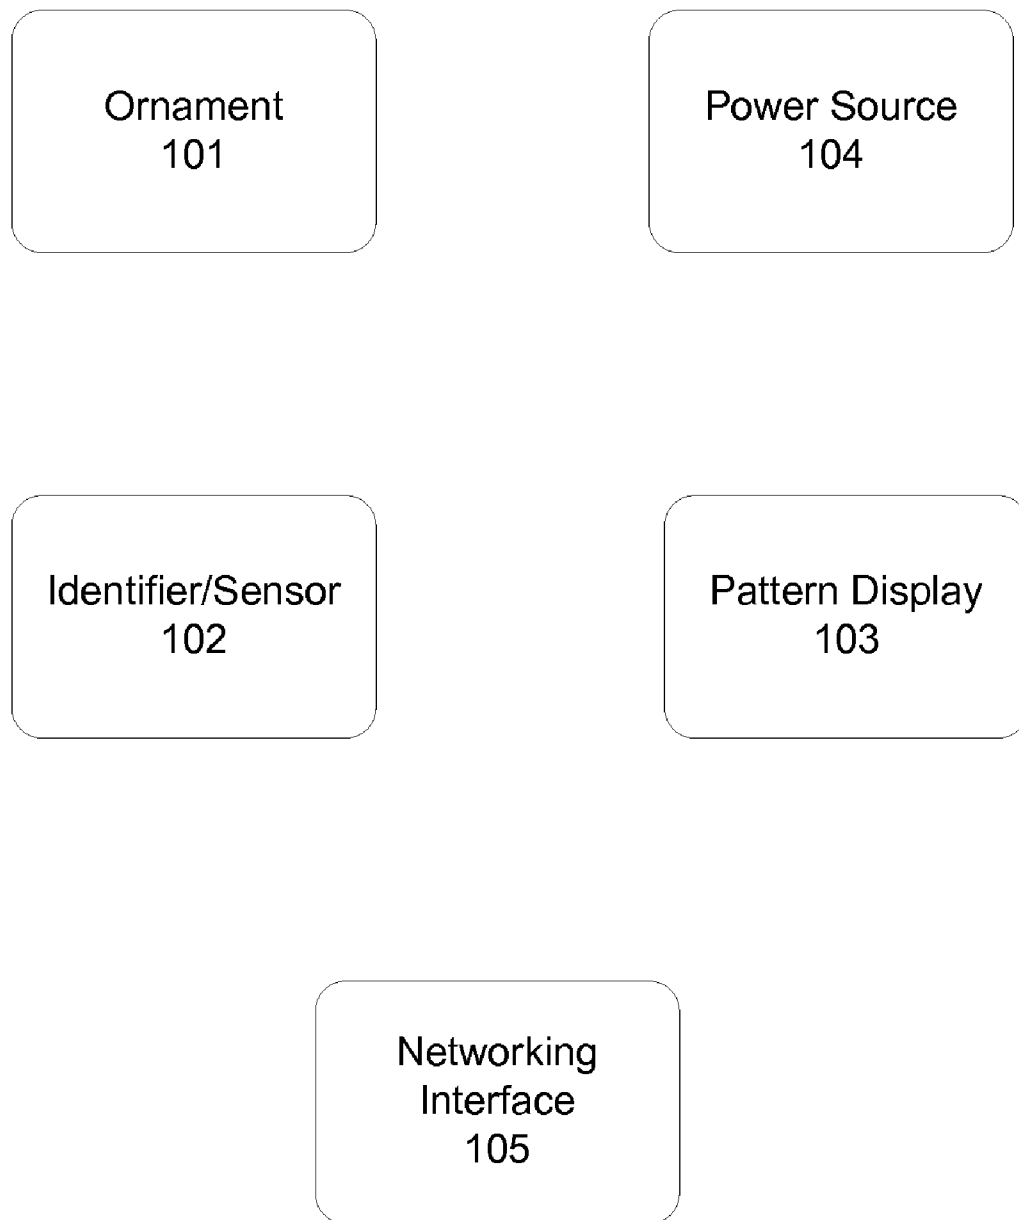 Ornament
101
Power Source
104
Identifier/Sensor
102
Pattern Display
103
Networking
Interface
105